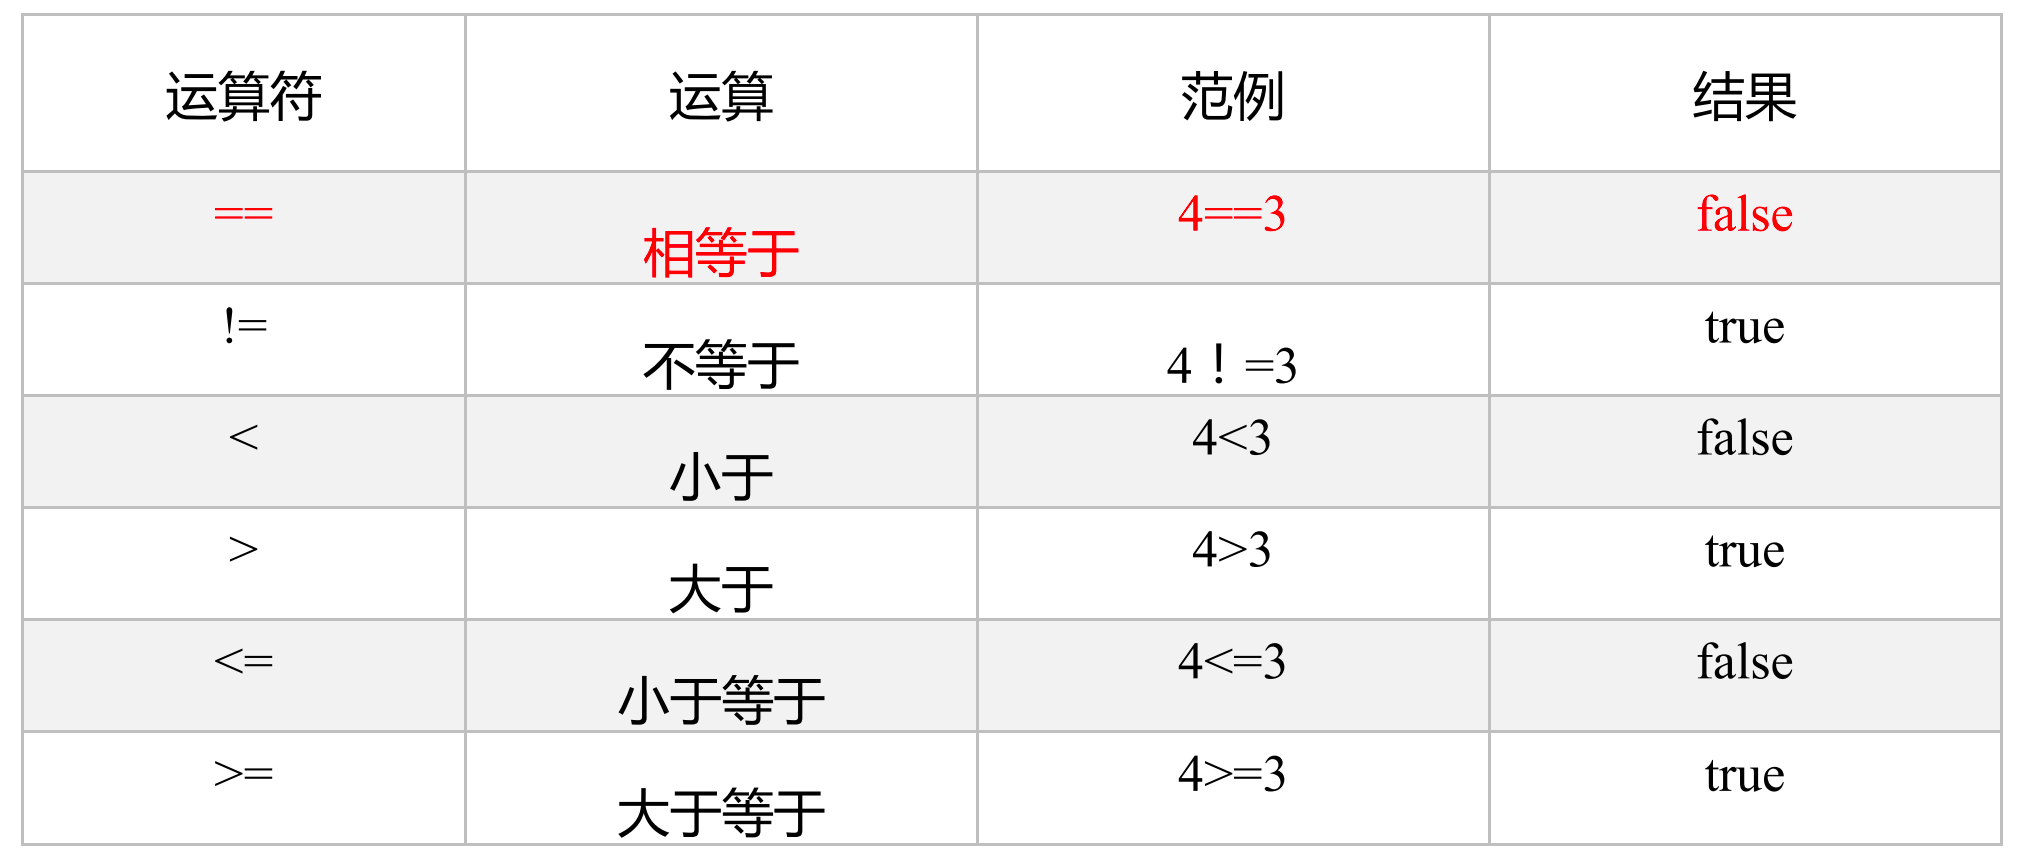 运算符 运算 范例 结果
== 相等于 4==3 false
!= 不等于 4！=3 true
< 小于 4<3 false
> 大于 4>3 true
<= 小于等于 4<=3 false
>= 大于等于 4>=3 true